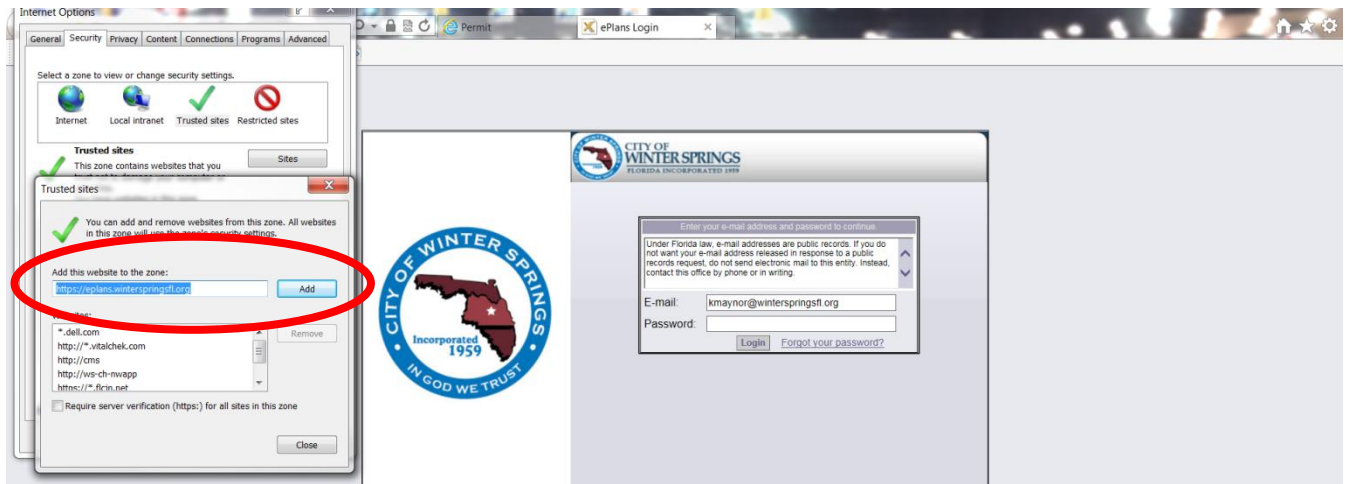 Internet Options
General Security Privacy Content Connections Programs Advanced
Select a zone to view or change security settings.
Internet Local intranet Trusted sites Restricted sites
Trusted sites
This zone contains websites that you
Sites
Trusted sites
You can add and remove websites from this zone. All websites
in this zone will use the zone's security settings.
Add this website to the zone:
https://eplans.winterspringsfl.org
Add
Websites:
*.dell.com
http://*.vitalchek.com
http://cms
http://ws-ch-nwapp
https://*.flcjn.net
Remove
Require server verification (https:) for all sites in this zone
Close
Permit
ePlans Login
CITY OF
WINTER SPRINGS
FLORIDA INCORPORATED 1959
CITY OF WINTER SPRINGS
Incorporated
1959
IN GOD WE TRUST
Enter your e-mail address and password to continue.
Under Florida law, e-mail addresses are public records. If you do
not want your e-mail address released in response to a public
records request, do not send electronic mail to this entity. Instead,
contact this office by phone or in writing.
E-mail: kmaynor@winterspringsfl.org
Password:
Login Forgot your password?